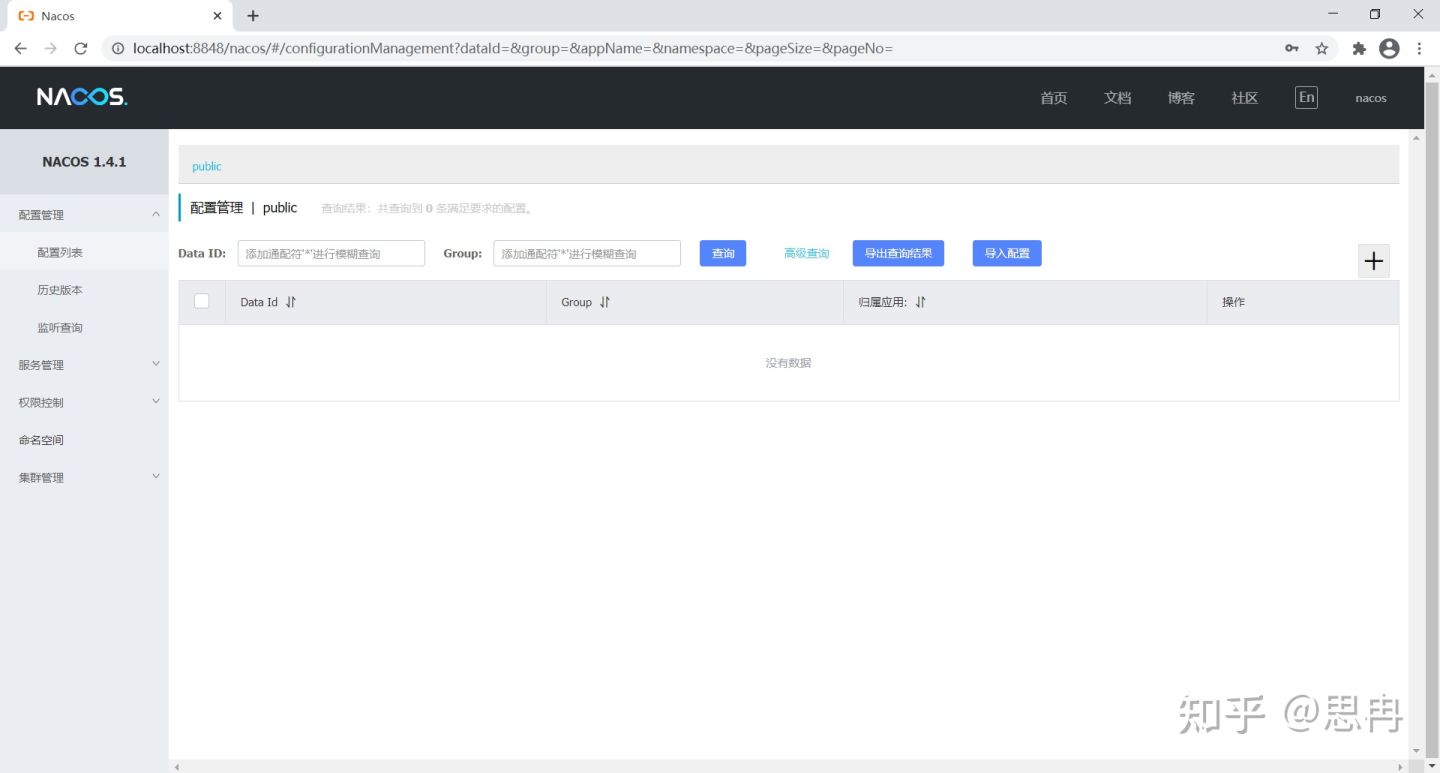 Nacos
localhost:8848/nacos/#/configurationManagement?dataId=&group=&appName=&namespace=&pageSize=&pageNo=
NACOS.
首页 文档 博客 社区 En nacos
NACOS 1.4.1
public
配置管理
配置管理 | public 查询结果：共查询到 0 条满足要求的配置。
配置列表
Data ID: 添加通配符'*'进行模糊查询 Group: 添加通配符'*'进行模糊查询 查询 高级查询 导出查询结果 导入配置
历史版本
Data Id Group 归属应用: 操作
监听查询
服务管理
没有数据
权限控制
命名空间
集群管理
知乎 @思冉